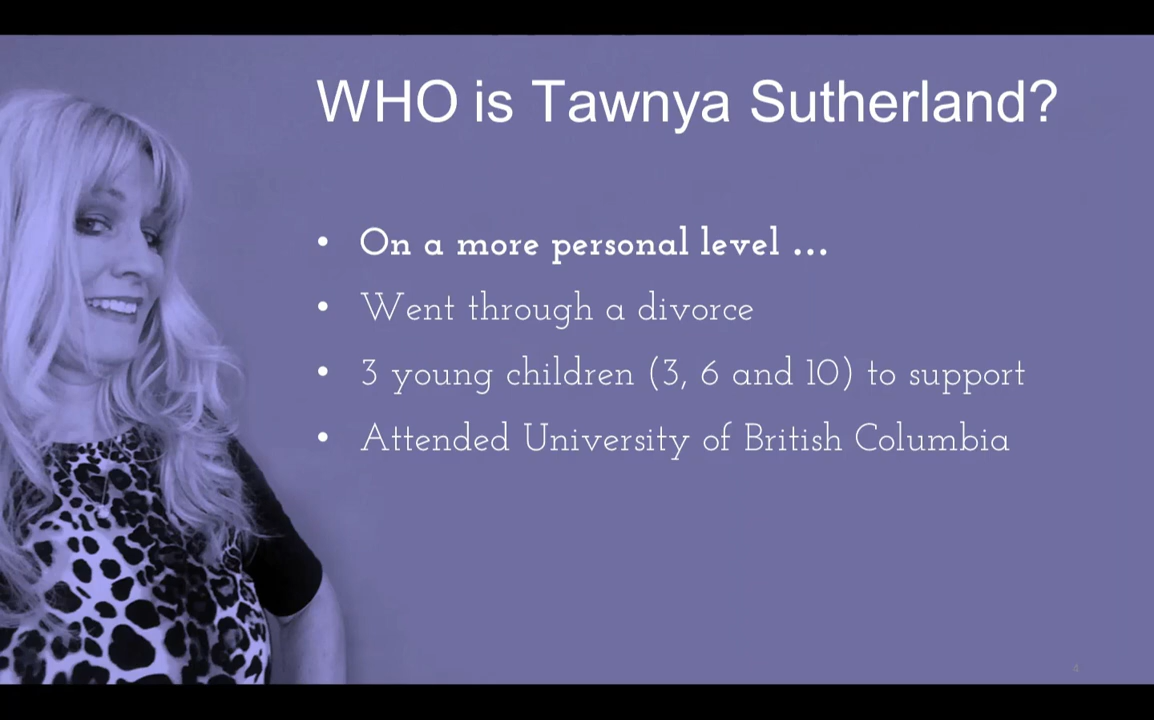 WHO is Tawnya Sutherland?
• On a more personal level ...
• Went through a divorce
• 3 young children (3, 6 and 10) to support
• Attended University of British Columbia
4